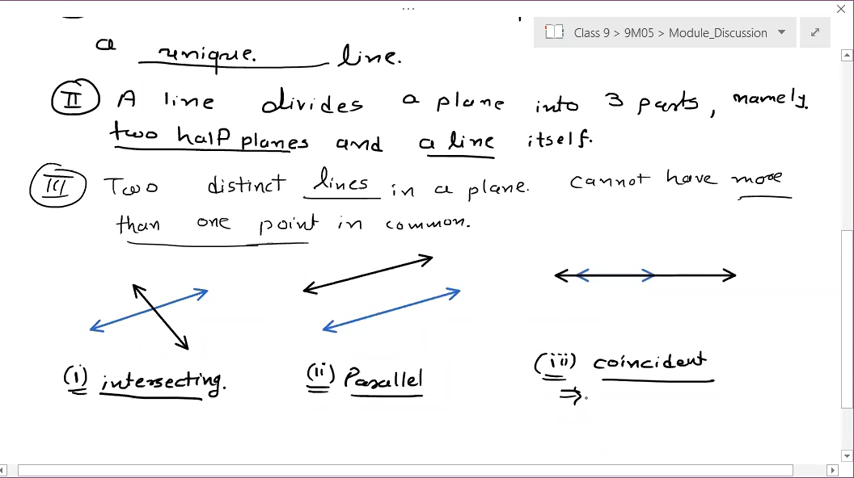 Class 9 > 9M05 > Module_Discussion
a unique. line.
II A line divides a plane into 3 parts, namely.
two half planes and a line itself.
III Two distinct lines in a plane. cannot have more
than one point in common.
(i) intersecting. (ii) Parallel (iii) coincident
⇒